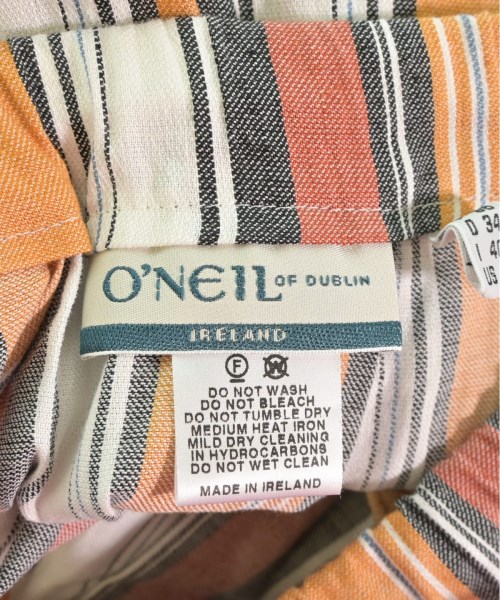 D 34
I
US
O'NEIL OF DUBLIN
IRELAND
F W
DO NOT WASH
DO NOT BLEACH
DO NOT TUMBLE DRY
MEDIUM HEAT IRON
MILD DRY CLEANING
IN HYDROCARBONS
DO NOT WET CLEAN
MADE IN IRELAND